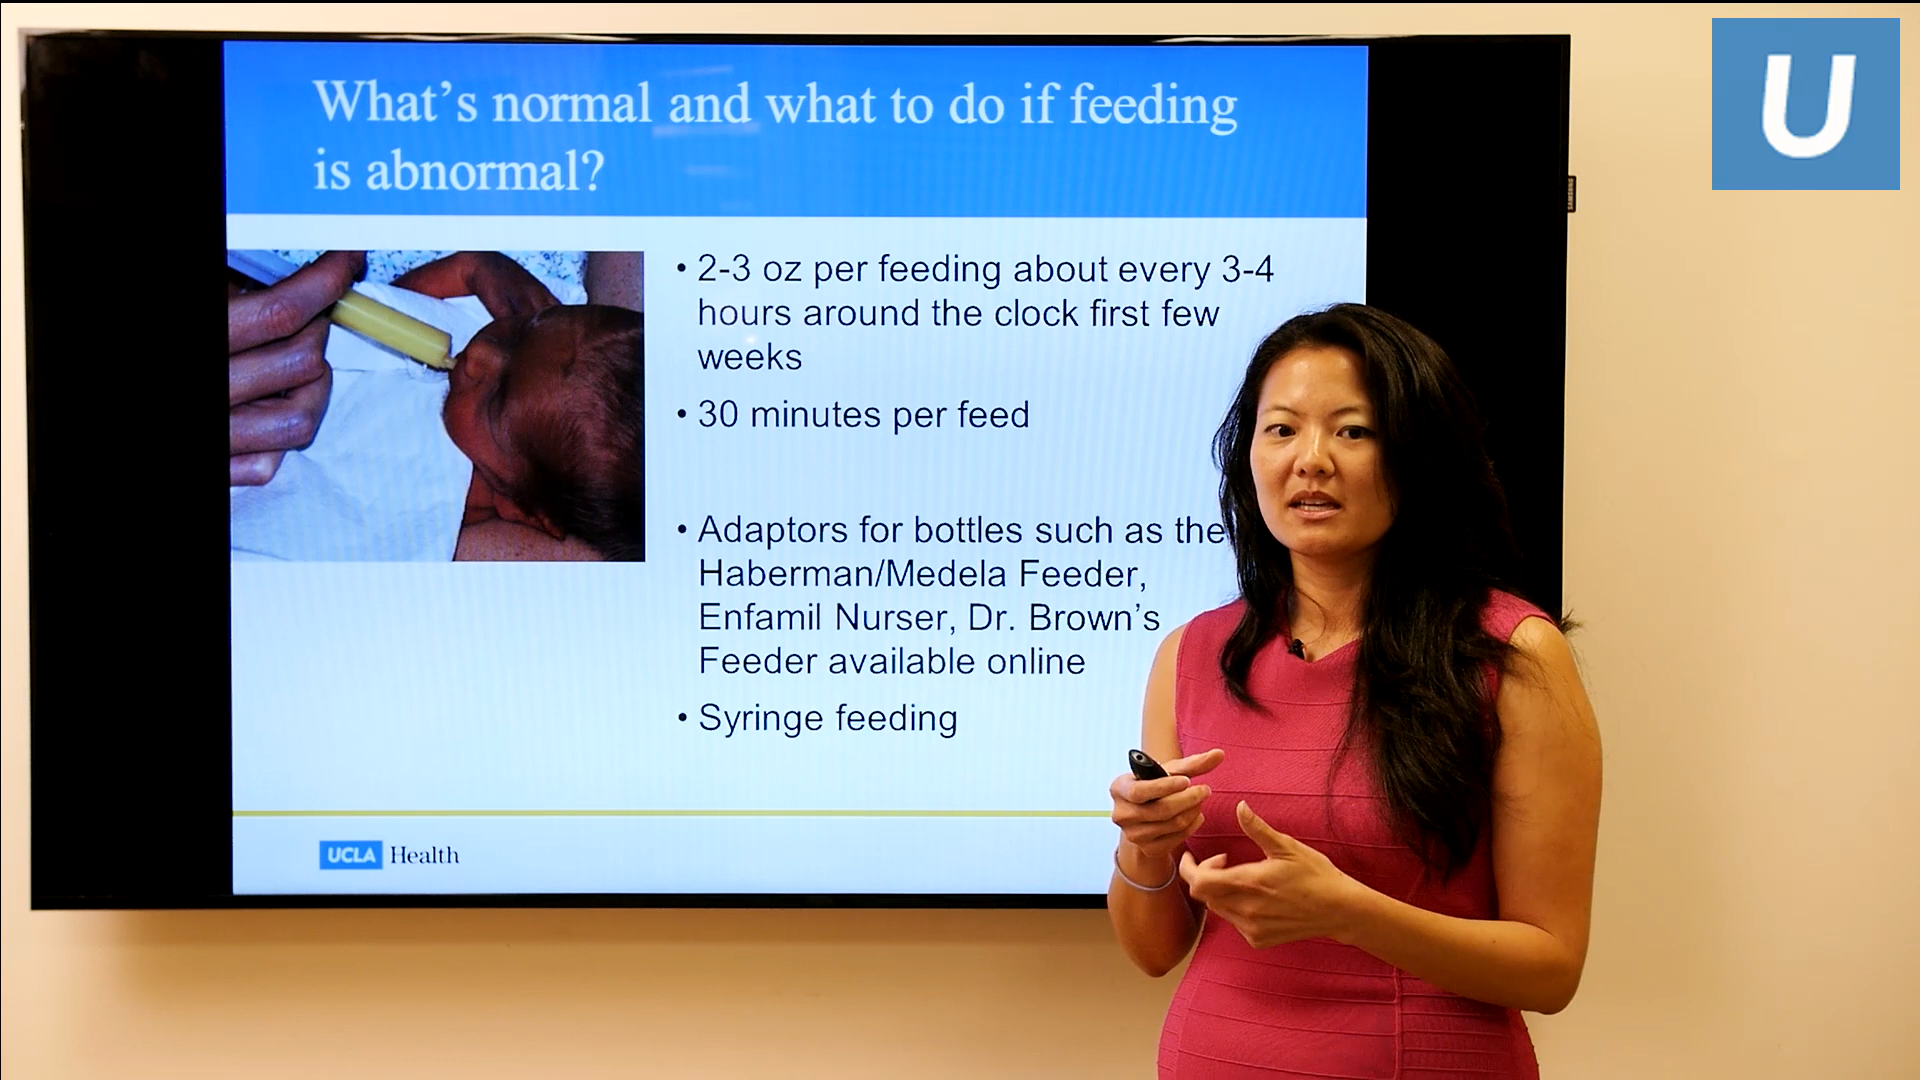 What's normal and what to do if feeding
is abnormal?
• 2-3 oz per feeding about every 3-4
hours around the clock first few
weeks
• 30 minutes per feed
• Adaptors for bottles such as the
Haberman/Medela Feeder,
Enfamil Nurser, Dr. Brown's
Feeder available online
• Syringe feeding
UCLA Health
U
SAMSUNG